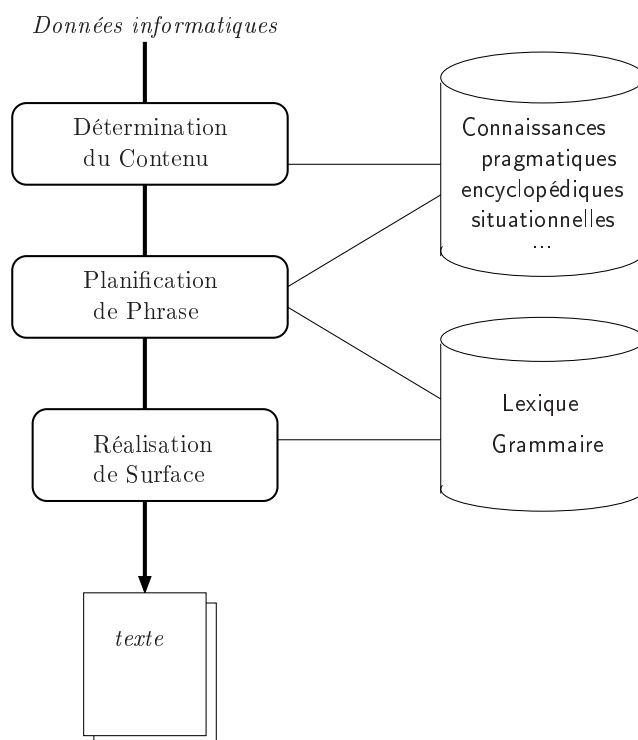 Données informatiques
Détermination
du Contenu
Connaissances
pragmatiques
encyclopédiques
situationnelles
...
Planification
de Phrase
Lexique
Grammaire
Réalisation
de Surface
texte